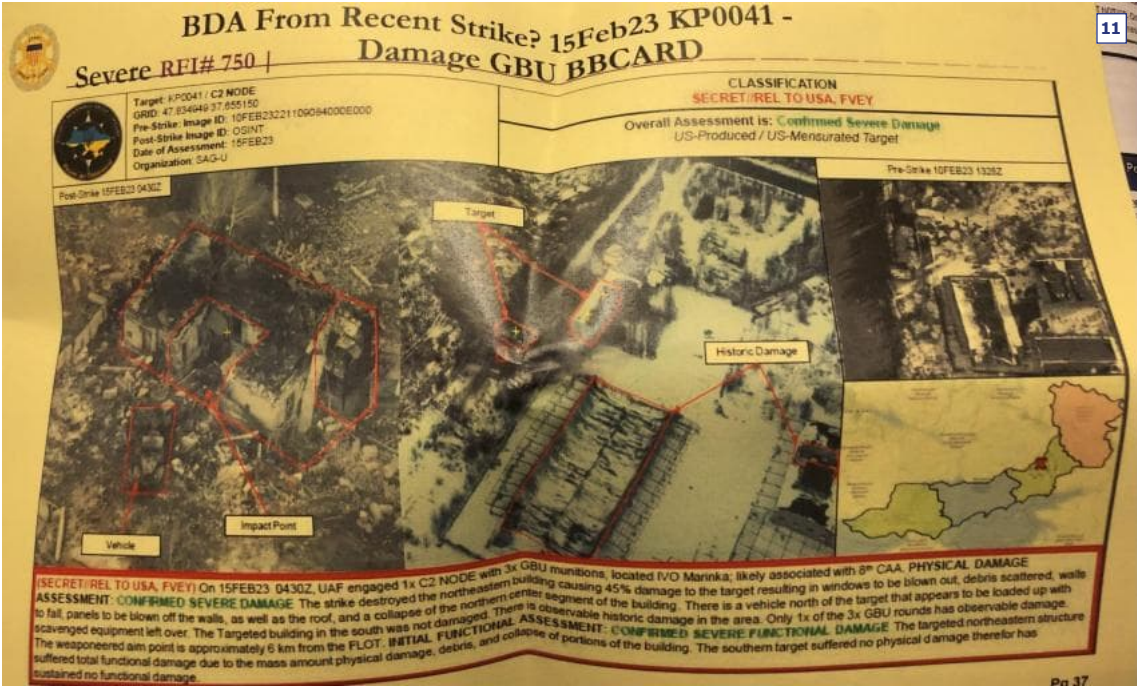 11
BDA From Recent Strike? 15Feb23 KP0041 -
Severe RFI# 750 | Damage GBU BBCARD
Target: KP0041 / C2 NODE
GRID: 47.934949 37.655150
Pre-Strike: Image ID: 10FEB23221109084000E000
Post-Strike Image ID: OSINT
Date of Assessment: 15FEB23
Organization: SAG-U
CLASSIFICATION
SECRET//REL TO USA, FVEY
Overall Assessment is: Confirmed Severe Damage
US-Produced / US-Mensurated Target
Post-Strike 15FEB23 0430Z
Target
Pre-Strike 10FEB23 1328Z
Historic Damage
Impact Point
Vehicle
(SECRET//REL TO USA, FVEY) On 15FEB23 0430Z, UAF engaged 1x C2 NODE with 3x GBU munitions, located IVO Marinka; likely associated with 8th CAA. PHYSICAL DAMAGE
ASSESSMENT: CONFIRMED SEVERE DAMAGE The strike destroyed the northeastern building causing 45% damage to the target resulting in windows to be blown out, debris scattered, walls
to fall, panels to be blown off the walls, as well as the root, and a collapse of the northern center segment of the building. There is a vehicle north of the target that appears to be loaded up with
scavenged equipment left over. The Targeted building in the south was not damaged. There is observable historic damage in the area. Only 1x of the 3x GBU rounds has observable damage.
The weaponeered aim point is approximately 6 km from the FLOT. INITIAL FUNCTIONAL ASSESSMENT: CONFIRMED SEVERE FUNCTIONAL DAMAGE The targeted northeastern structure
suffered total functional damage due to the mass amount physical damage, debris, and collapse of portions of the building. The southern target suffered no physical damage therefor has
sustained no functional damage.
Pg 37